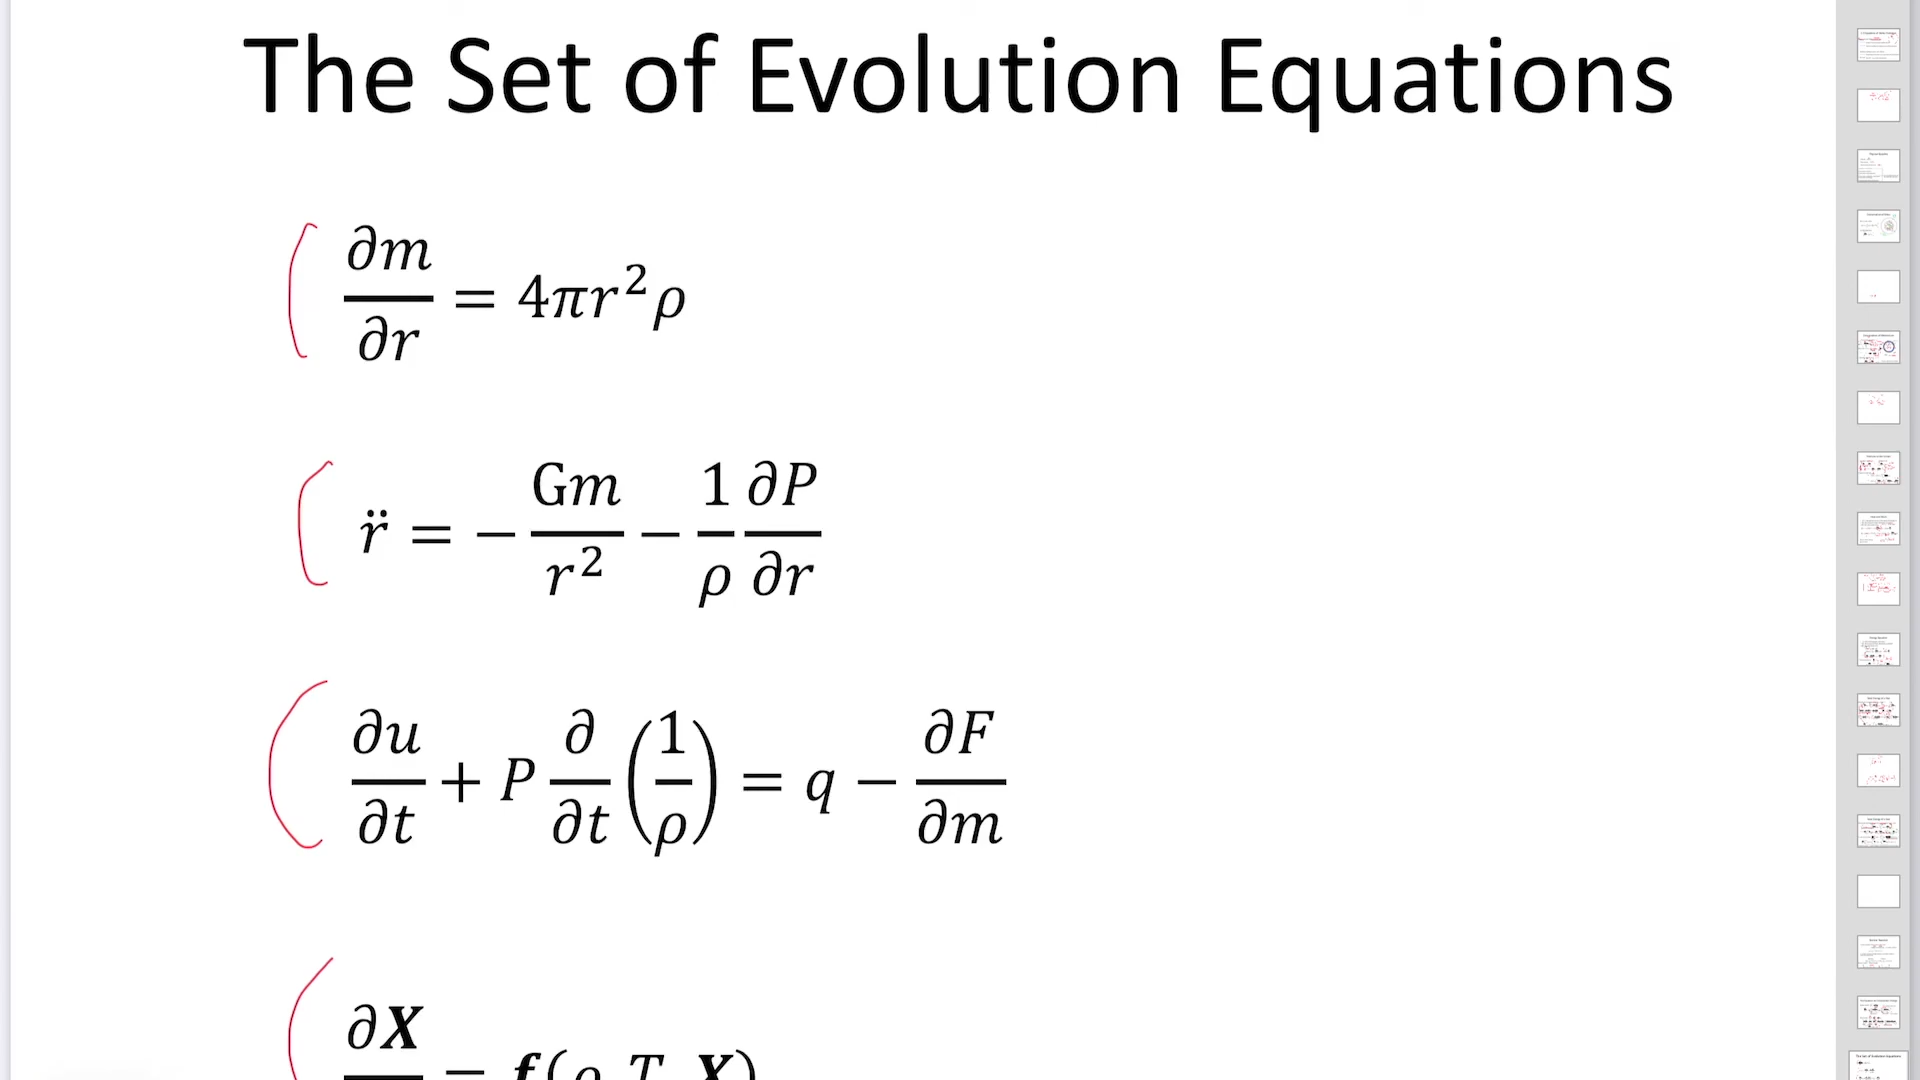 The Set of Evolution Equations
∂m/∂r = 4πr²ρ
r̈ = − Gm/r² − 1/ρ ∂P/∂r
∂u/∂t + P ∂/∂t (1/ρ) = q − ∂F/∂m
∂X
= f(ρ, T, X)